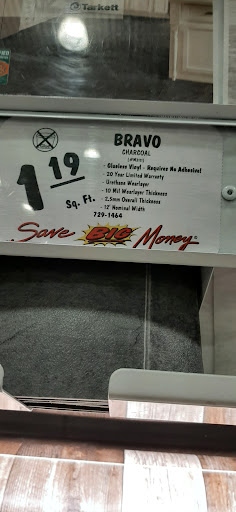 Tarkett
BRAVO
CHARCOAL
1 19
Sq. Ft.
- Glueless Vinyl - Requires No Adhesive!
- 20 Year Limited Warranty
- Urethane Wearlayer
- 10 Mil Wearlayer Thickness
- 2.5mm Overall Thickness
- 12' Nominal Width
729-1464
Save BIG Money